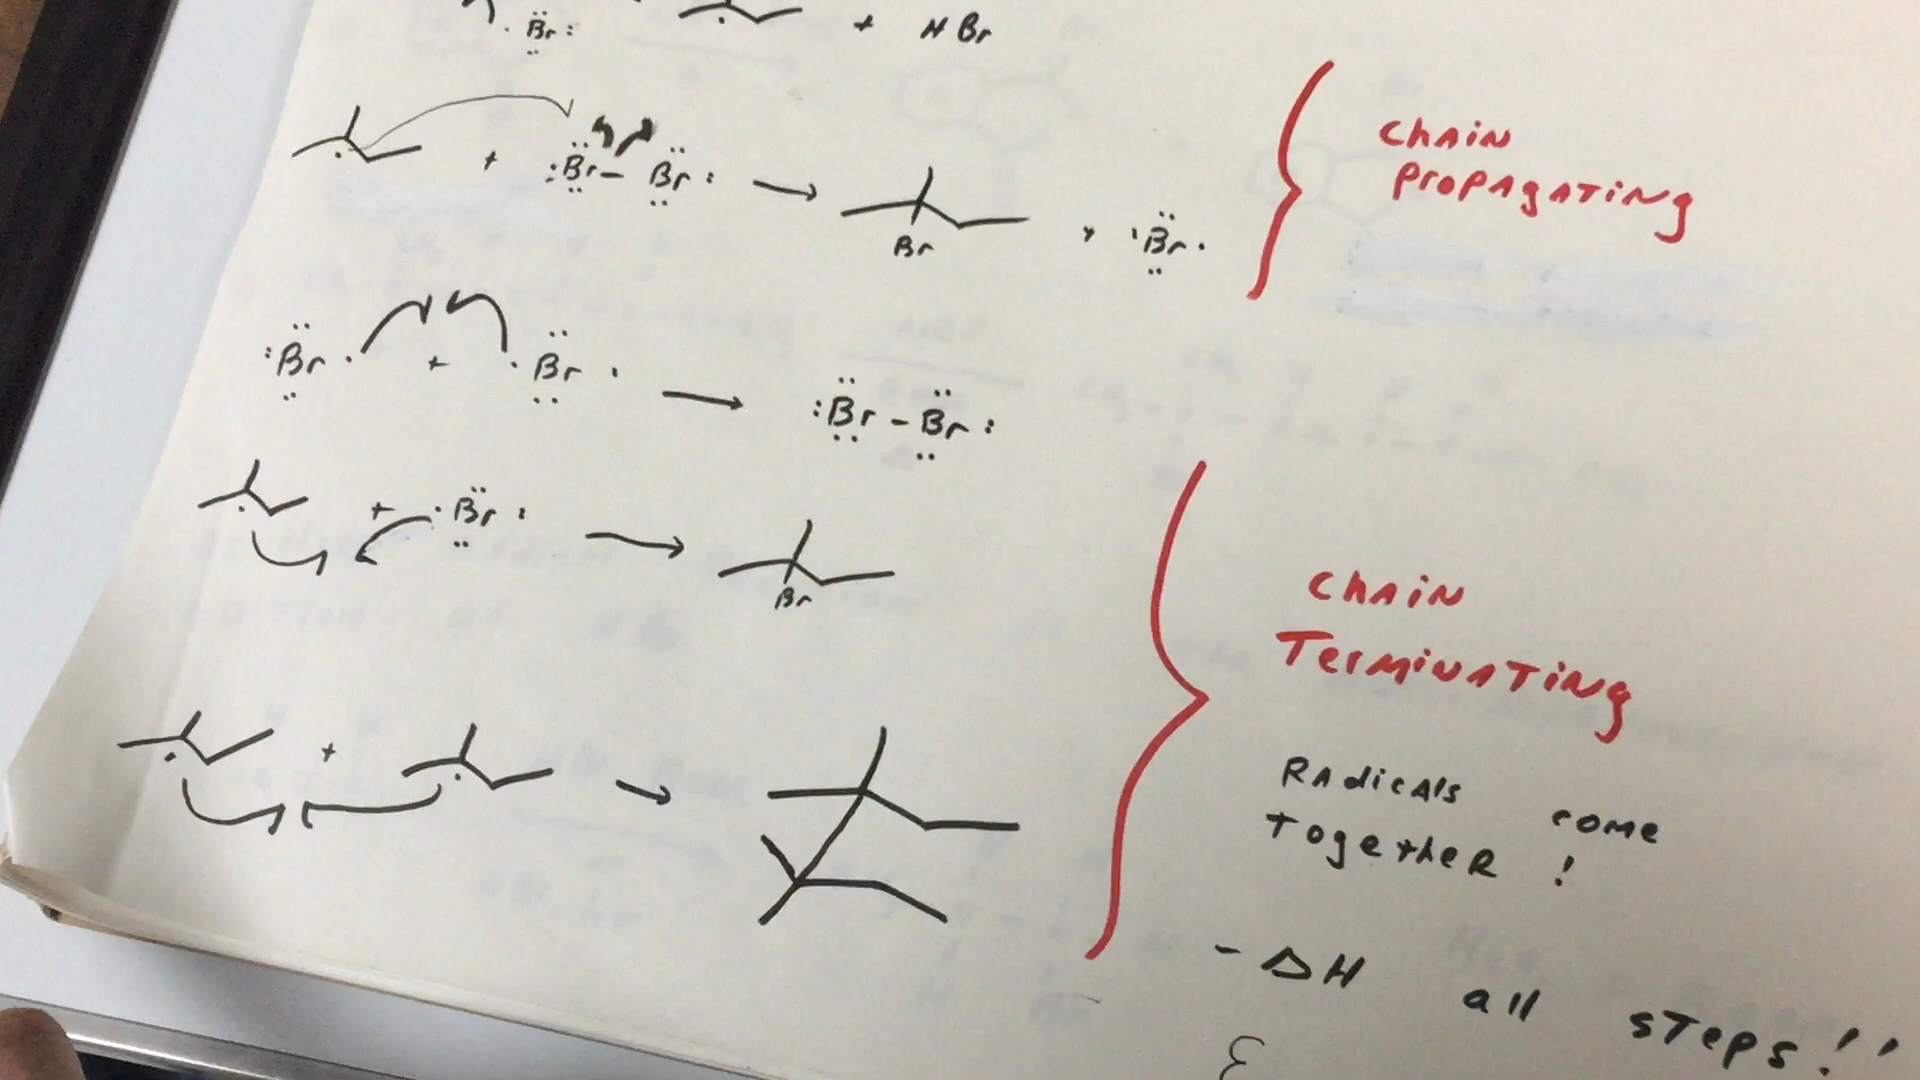 · Br : + H Br
+ : Br – Br : → Br + : Br ·
Chain
Propagating
: Br · + · Br : → : Br – Br :
+ · Br : → Br
Chain
Terminating
+ →
Radicals come
together !
- ΔH all steps ! !